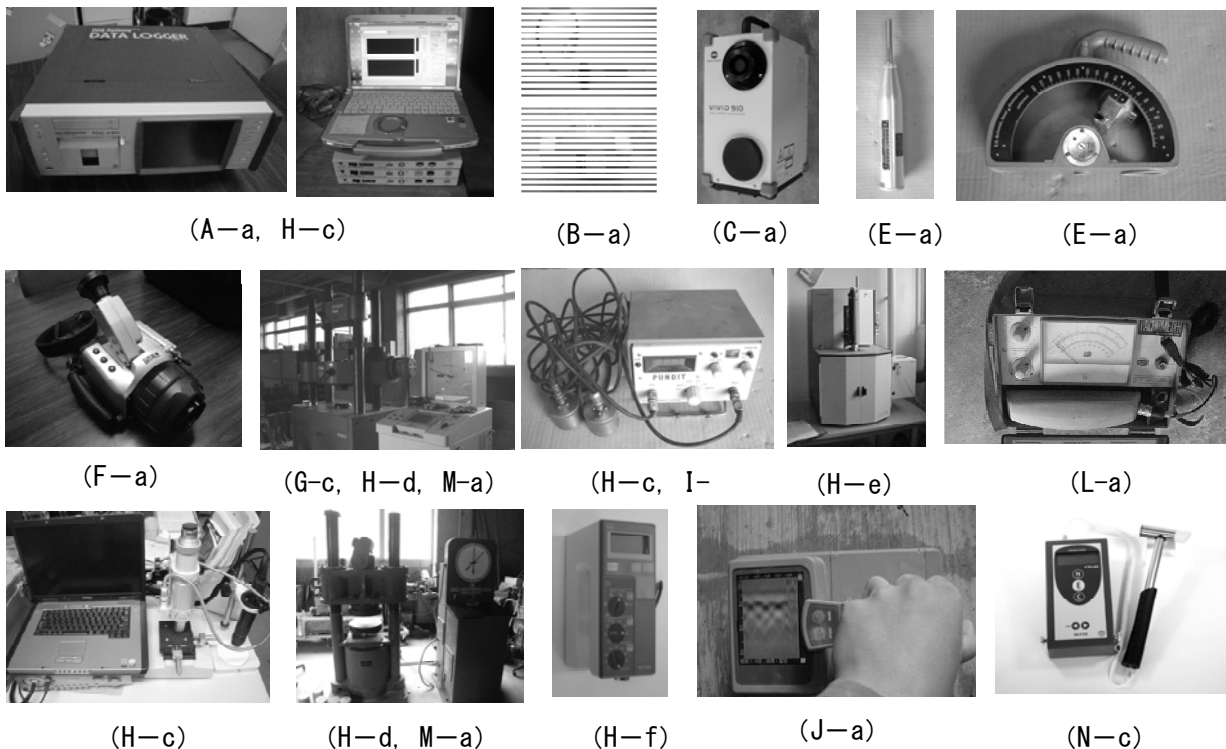 DATA LOGGER
VIVID 910
(A－a, H－c)
(B－a)
(C－a)
(E－a)
(E－a)
PUNDIT
(F－a)
(G-c, H－d, M-a)
(H－c, I-
(H－e)
(L-a)
(H－c)
(H－d, M－a)
(H－f)
(J－a)
(N－c)